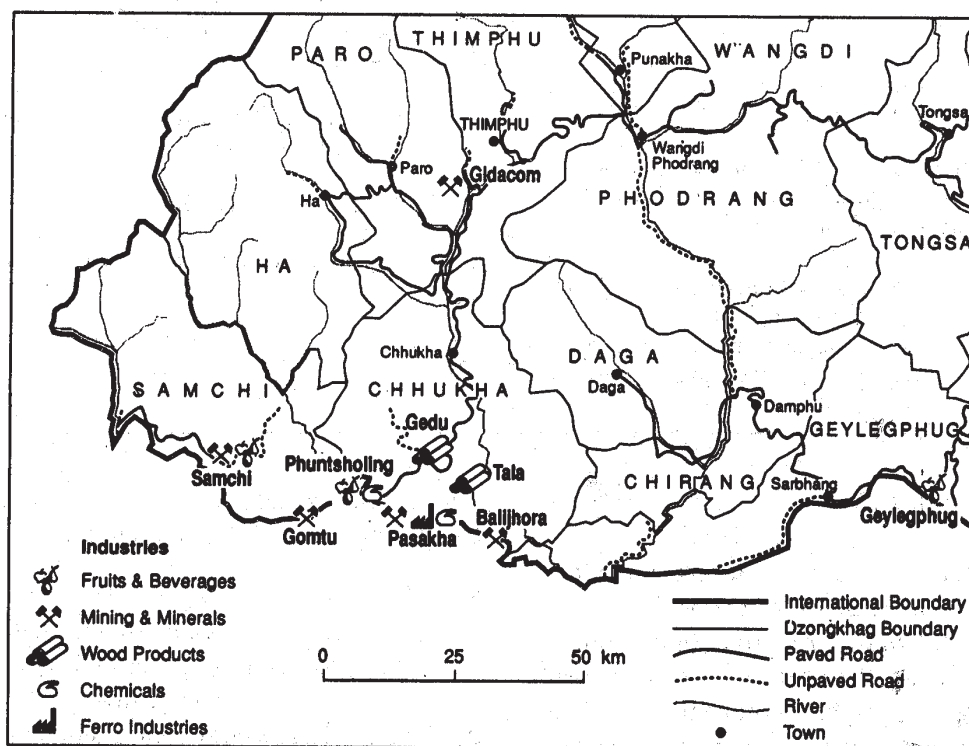 PARO
THIMPHU
WANGDI
Punakha
Tongsa
THIMPHU
Wangdi
Phodrang
Paro
Gidacom
Ha
PHODRANG
TONGSA
HA
Chhukha
DAGA
Daga
SAMCHI
CHHUKHA
Damphu
Gedu
GEYLEGPHUG
Phuntsholing
Samchi
Tala
CHIRANG
Sarbhang
Geylegphug
Gomtu
Pasakha
Balljhora
Industries
Fruits & Beverages
Mining & Minerals
Wood Products
Chemicals
Ferro Industries
0 25 50 km
International Boundary
Dzongkhag Boundary
Paved Road
Unpaved Road
River
Town